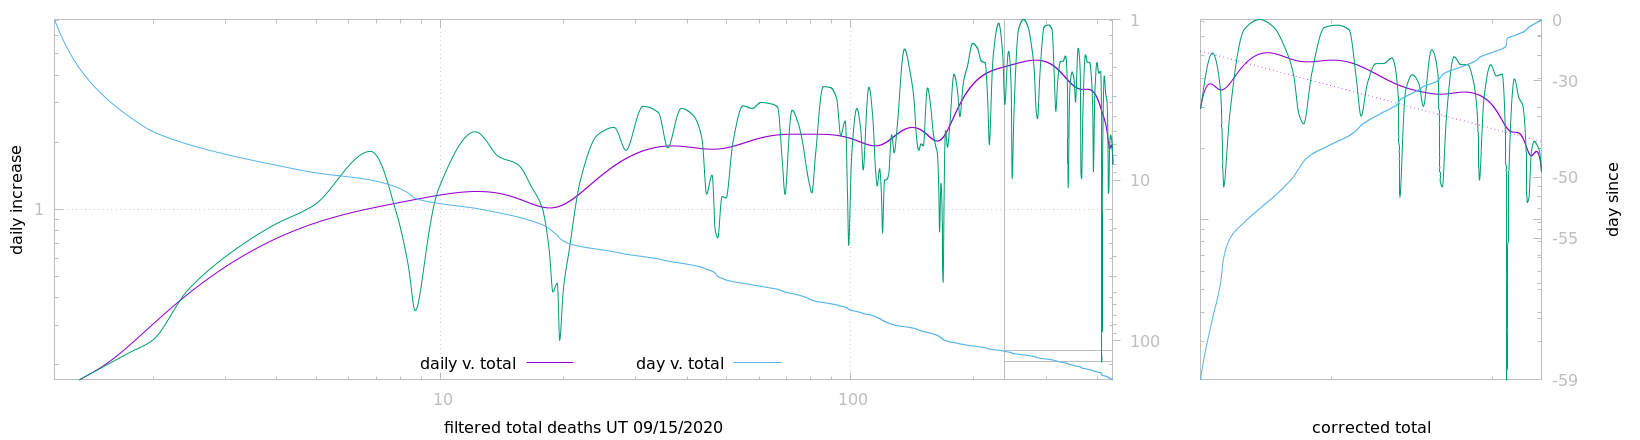 daily increase
1
daily v. total
day v. total
10
100
filtered total deaths UT 09/15/2020
1
10
100
corrected total
0
-30
-50
-55
-59
day since